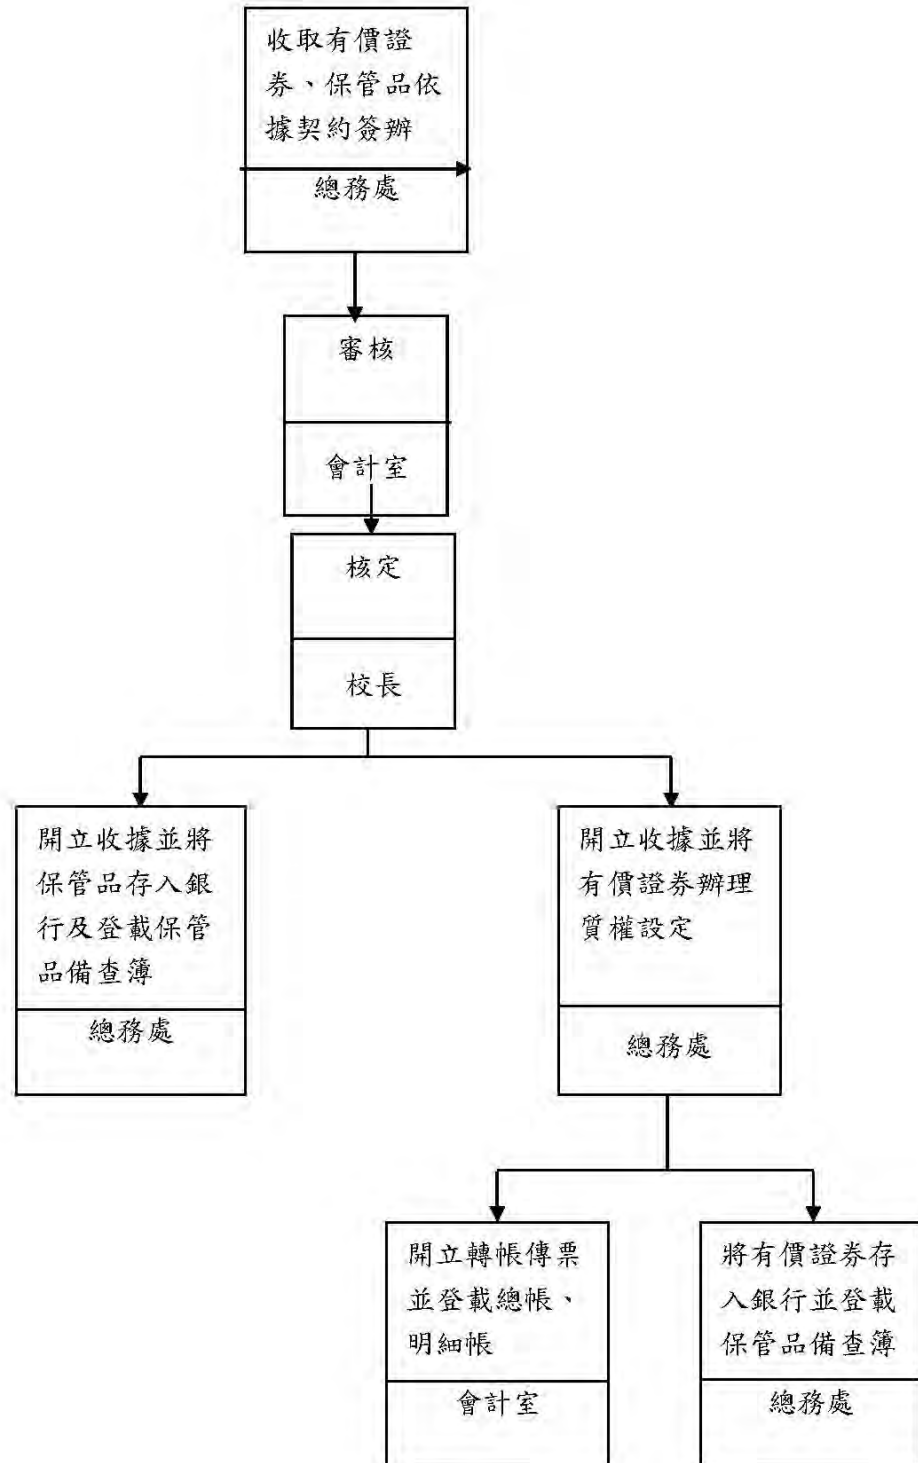 收取有價證
券、保管品依
據契約簽辦
總務處
審核
會計室
核定
校長
開立收據並將
保管品存入銀
行及登載保管
品備查簿
總務處
開立收據並將
有價證券辦理
質權設定
總務處
開立轉帳傳票
並登載總帳、
明細帳
會計室
將有價證券存
入銀行並登載
保管品備查簿
總務處